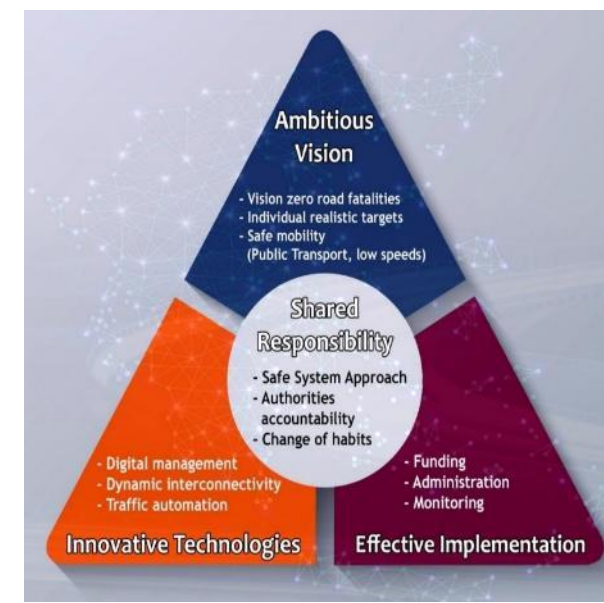 Ambitious
Vision
- Vision zero road fatalities
- Individual realistic targets
- Safe mobility
(Public Transport, low speeds)
Shared
Responsibility
- Safe System Approach
- Authorities
accountability
- Change of habits
- Digital management
- Dynamic interconnectivity
- Traffic automation
Innovative Technologies
- Funding
- Administration
- Monitoring
Effective Implementation